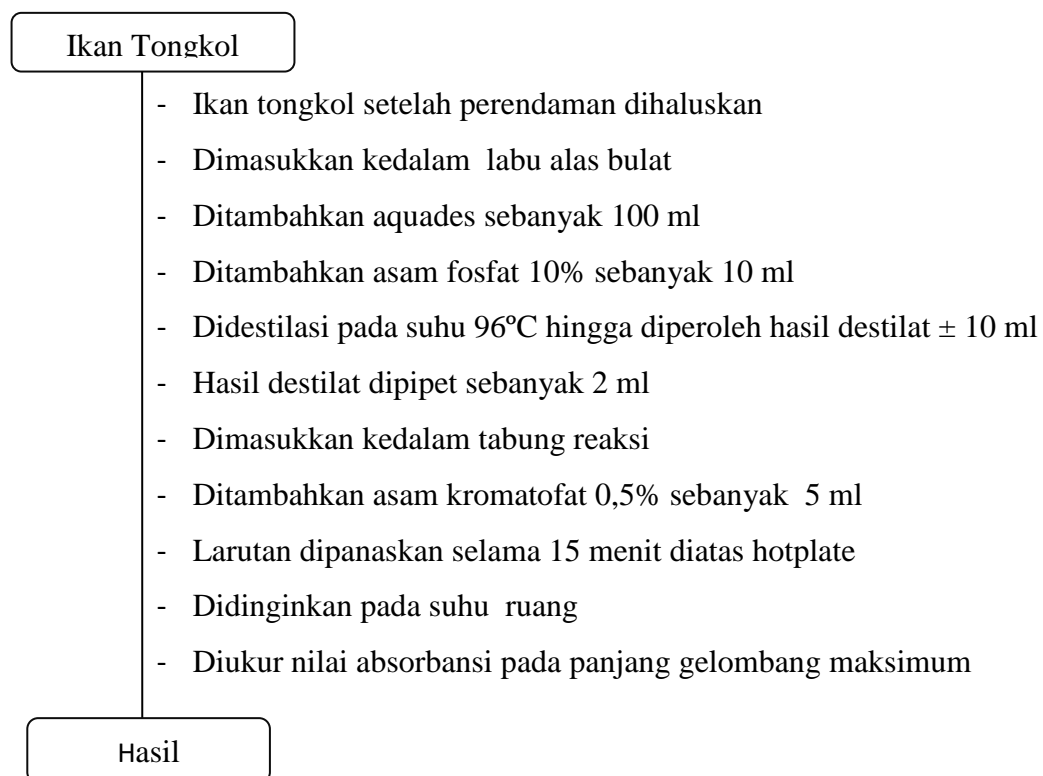 Ikan Tongkol
- Ikan tongkol setelah perendaman dihaluskan
- Dimasukkan kedalam labu alas bulat
- Ditambahkan aquades sebanyak 100 ml
- Ditambahkan asam fosfat 10% sebanyak 10 ml
- Didestilasi pada suhu 96ºC hingga diperoleh hasil destilat ± 10 ml
- Hasil destilat dipipet sebanyak 2 ml
- Dimasukkan kedalam tabung reaksi
- Ditambahkan asam kromatofat 0,5% sebanyak 5 ml
- Larutan dipanaskan selama 15 menit diatas hotplate
- Didinginkan pada suhu ruang
- Diukur nilai absorbansi pada panjang gelombang maksimum
Hasil